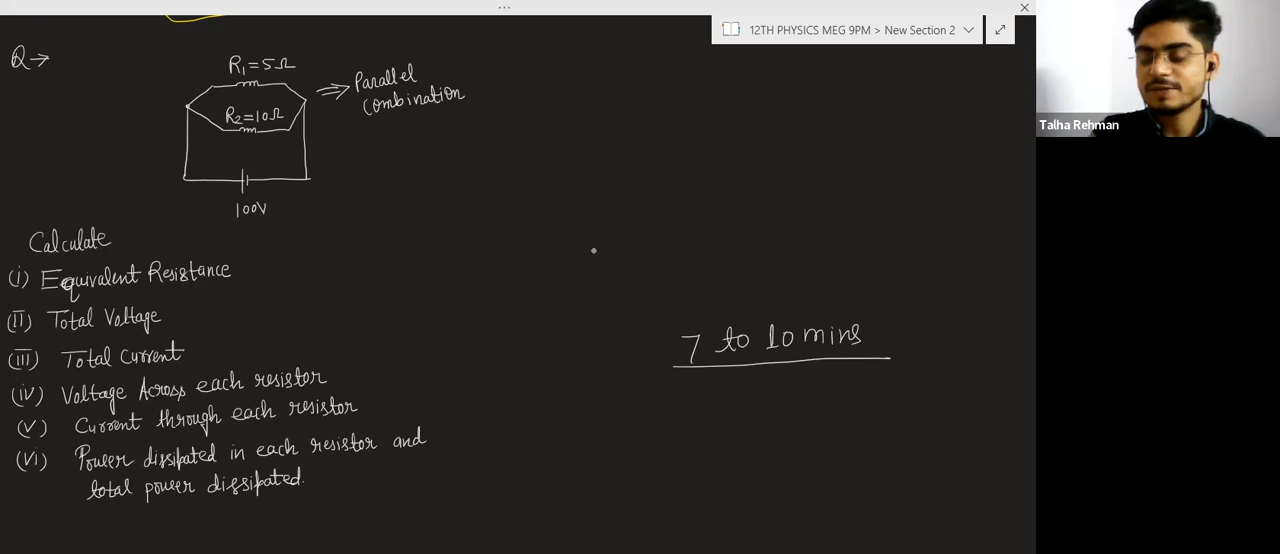 12TH PHYSICS MEG 9PM > New Section 2
Talha Rehman
Q→
R₁=5Ω
R₂=10Ω
⇒ Parallel
Combination
100V
Calculate
(i) Equivalent Resistance
(II) Total Voltage
(III) Total Current
(iv) Voltage Across each resistor
(V) Current through each resistor
(Vi) Power dissipated in each resistor and
total power dissipated.
7 to 10 mins